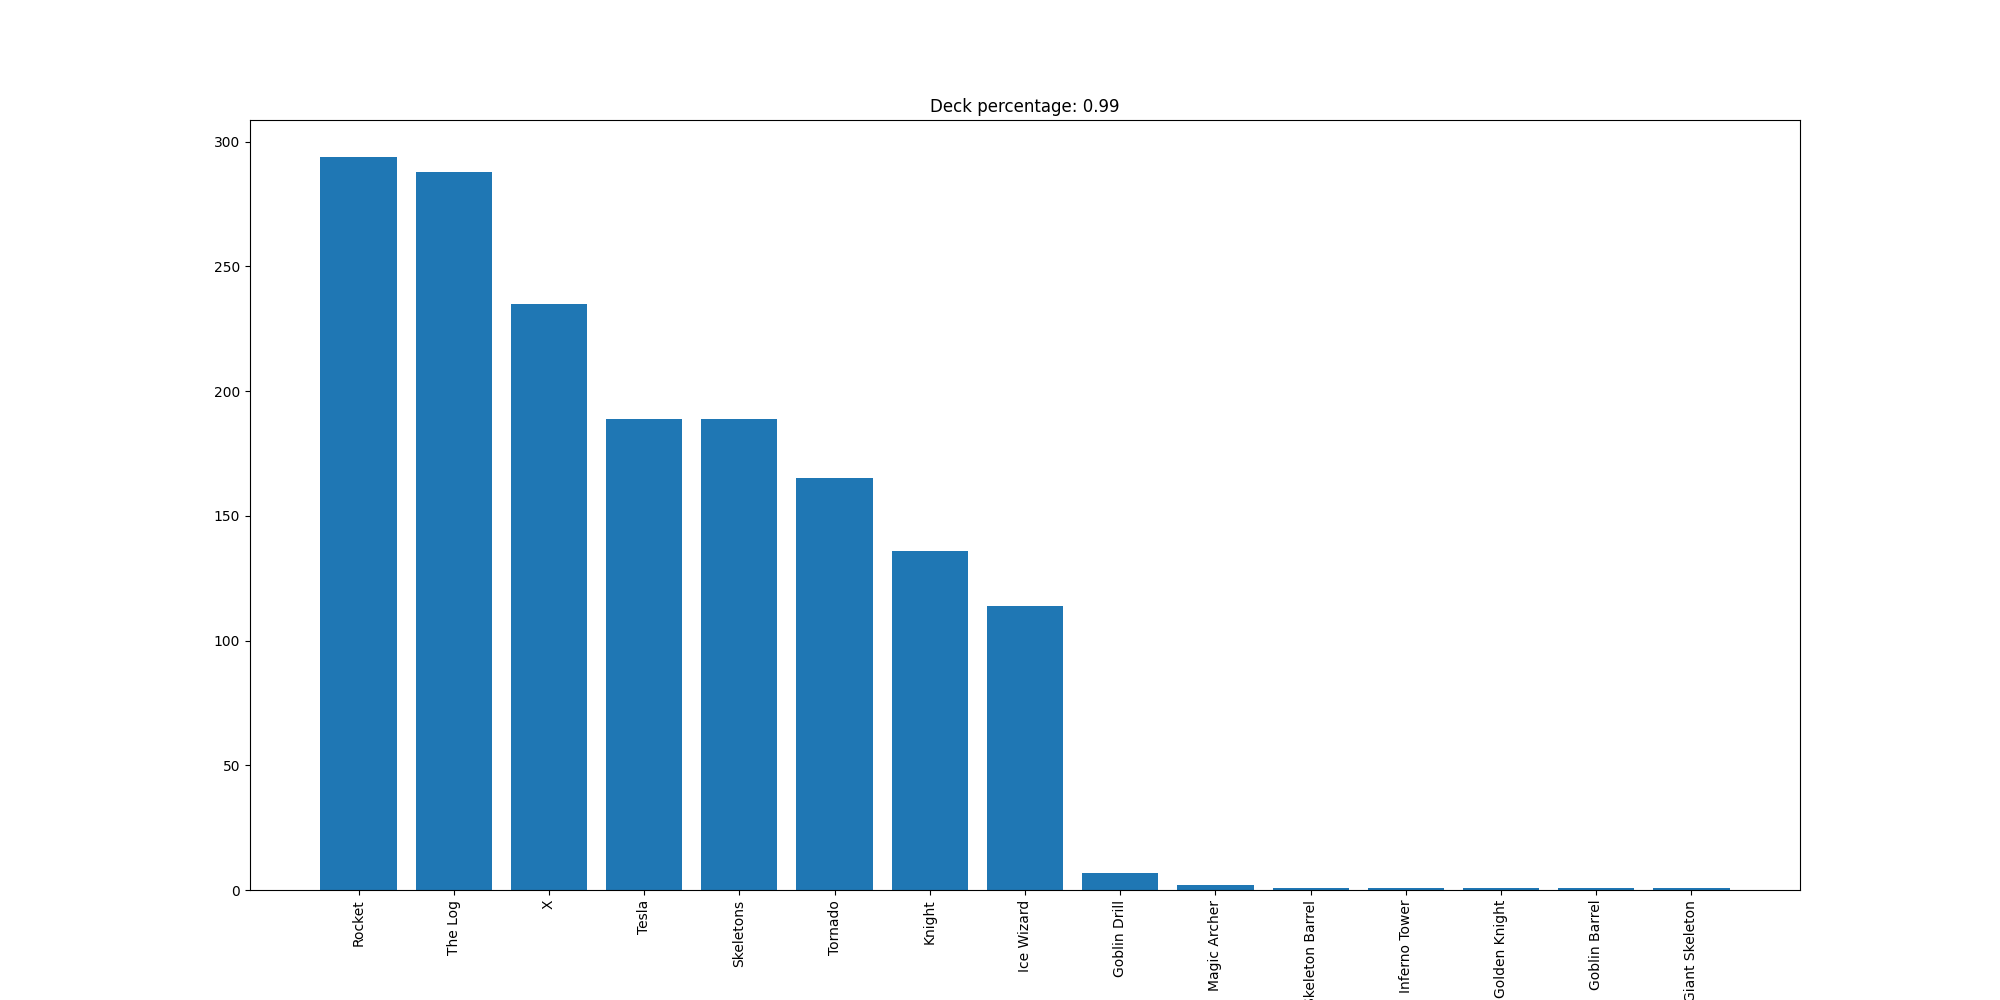 Deck percentage: 0.99
300
250
200
150
100
50
0
Rocket
The Log
X
Tesla
Skeletons
Tornado
Knight
Ice Wizard
Goblin Drill
Magic Archer
keleton Barrel
Inferno Tower
Golden Knight
Goblin Barrel
Giant Skeleton